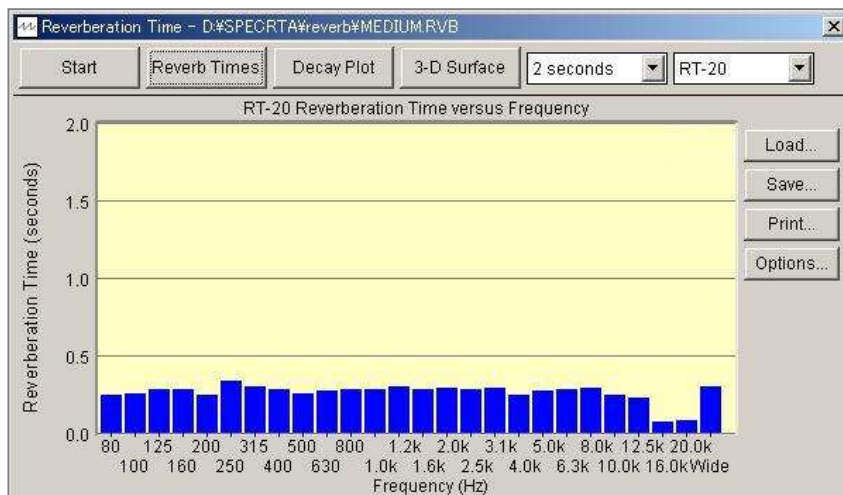 Reverberation Time - D:¥SPECRTA¥reverb¥MEDIUM.RVB
Start
Reverb Times
Decay Plot
3-D Surface
2 seconds
RT-20
RT-20 Reverberation Time versus Frequency
Load...
Save...
Print...
Options...
Reverberation Time (seconds)
2.0
1.5
1.0
0.5
0.0
80 125 200 315 500 800 1.2k 2.0k 3.1k 5.0k 8.0k 12.5k 20.0k
100 160 250 400 630 1.0k 1.6k 2.5k 4.0k 6.3k 10.0k 16.0k Wide
Frequency (Hz)